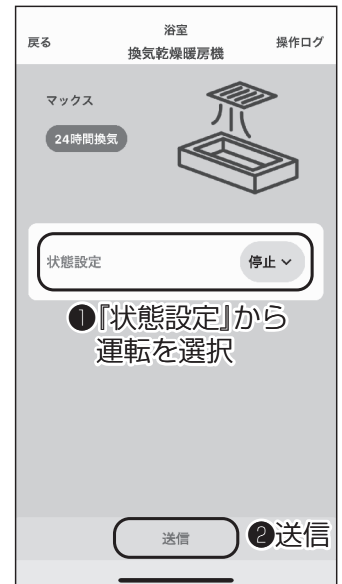 戻る
浴室
換気乾燥暖房機
操作ログ
マックス
24時間換気
状態設定
停止
❶『状態設定』から
運転を選択
送信
❷送信